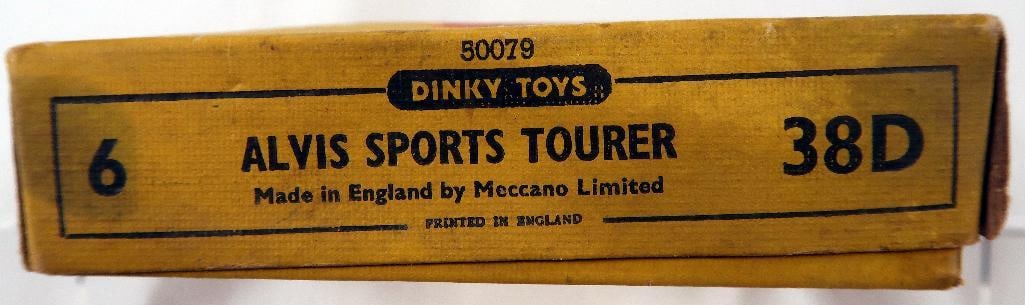 50079
DINKY TOYS
6 ALVIS SPORTS TOURER 38D
Made in England by Meccano Limited
PRINTED IN ENGLAND